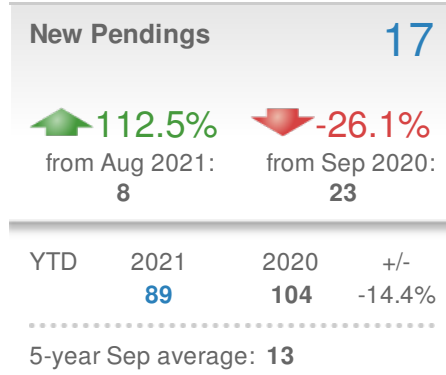 New Pendings 17
112.5% -26.1%
from Aug 2021: from Sep 2020:
8 23
YTD 2021 2020 +/-
89 104 -14.4%
5-year Sep average: 13